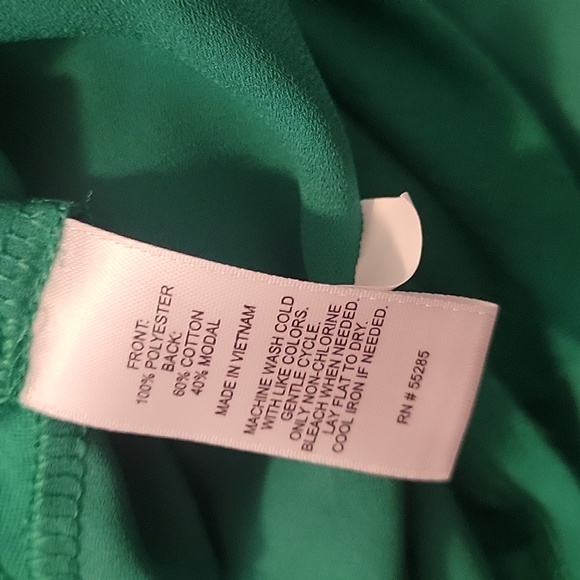 FRONT:
100% POLYESTER
BACK:
60% COTTON
40% MODAL
MADE IN VIETNAM
MACHINE WASH COLD
WITH LIKE COLORS,
GENTLE CYCLE.
ONLY NON-CHLORINE
BLEACH WHEN NEEDED.
LAY FLAT TO DRY.
COOL IRON IF NEEDED.
RN # 55285